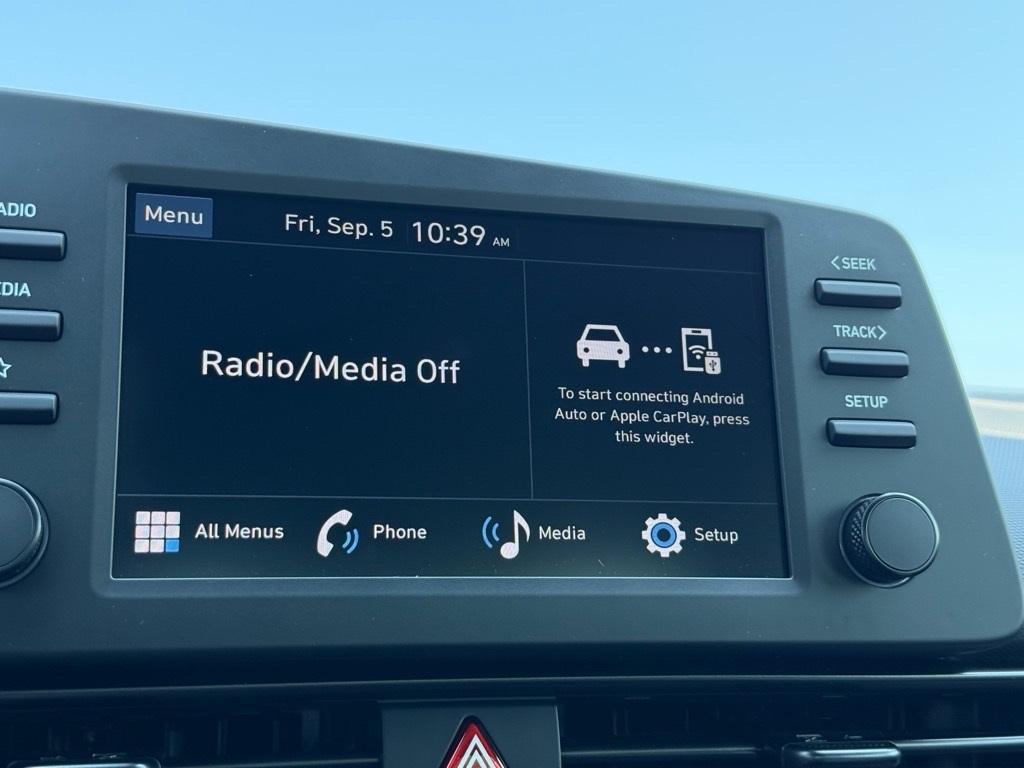 Menu
Fri, Sep. 5 10:39 AM
Radio/Media Off
To start connecting Android
Auto or Apple CarPlay, press
this widget.
All Menus
Phone
Media
Setup
ADIO
EDIA
<SEEK
TRACK>
SETUP